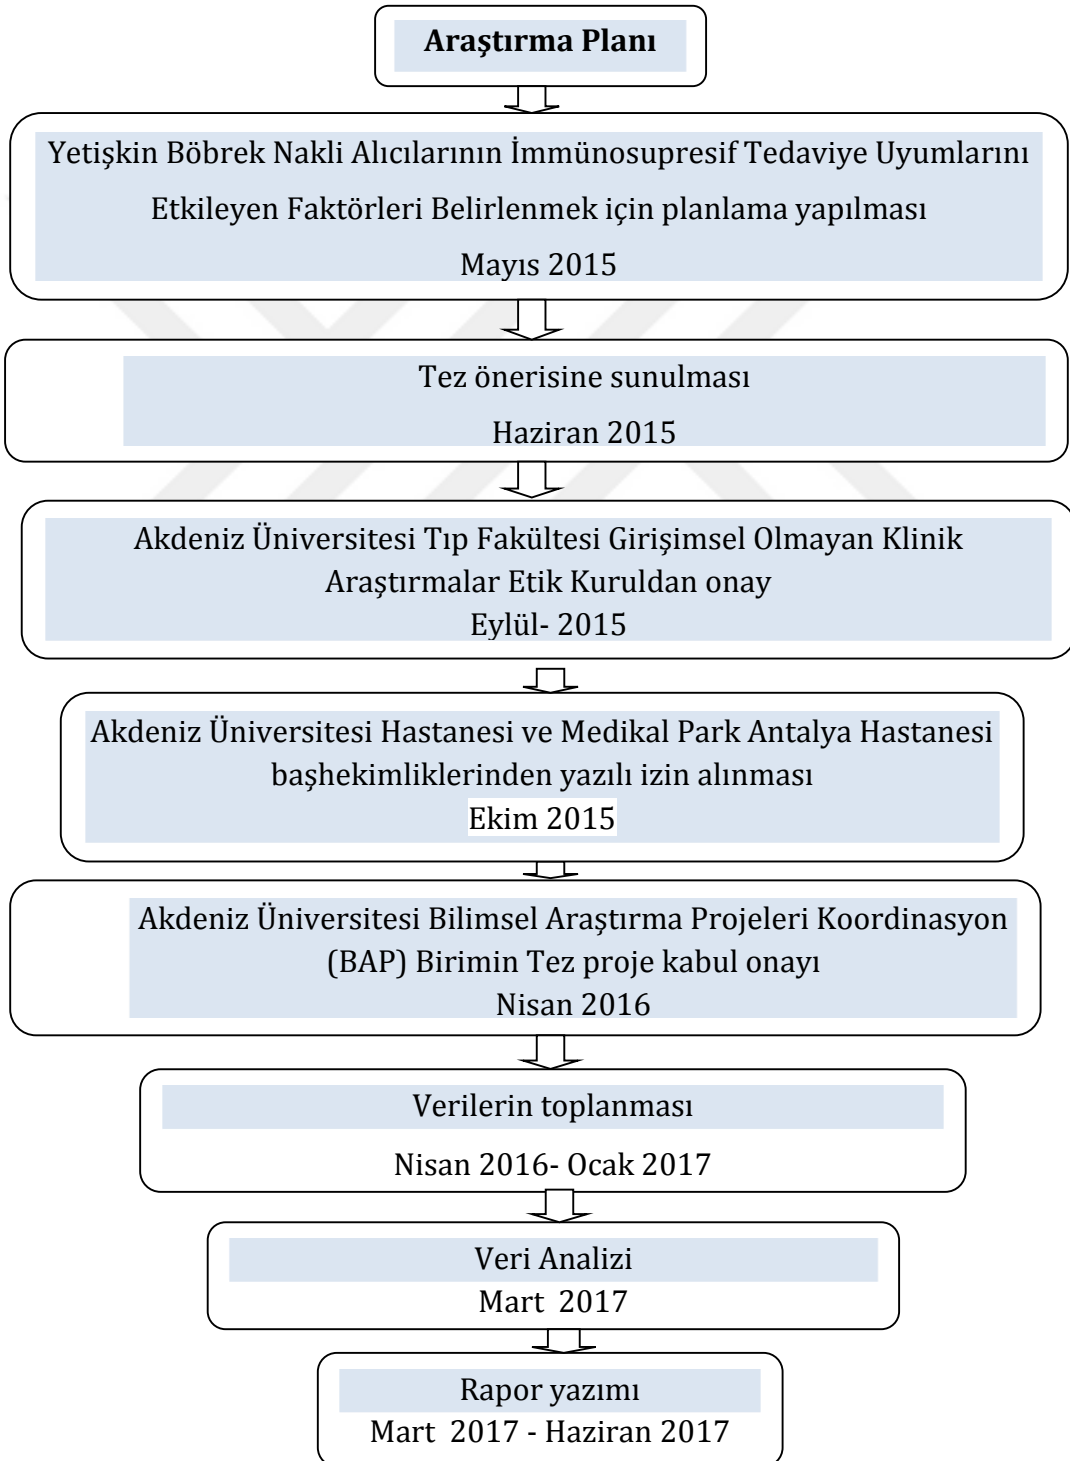 Araştırma Planı
Yetişkin Böbrek Nakli Alıcılarının İmmünosupresif Tedaviye Uyumlarını
Etkileyen Faktörleri Belirlenmek için planlama yapılması
Mayıs 2015
Tez önerisine sunulması
Haziran 2015
Akdeniz Üniversitesi Tıp Fakültesi Girişimsel Olmayan Klinik
Araştırmalar Etik Kuruldan onay
Eylül- 2015
Akdeniz Üniversitesi Hastanesi ve Medikal Park Antalya Hastanesi
başhekimliklerinden yazılı izin alınması
Ekim 2015
Akdeniz Üniversitesi Bilimsel Araştırma Projeleri Koordinasyon
(BAP) Birimin Tez proje kabul onayı
Nisan 2016
Verilerin toplanması
Nisan 2016- Ocak 2017
Veri Analizi
Mart  2017
Rapor yazımı
Mart  2017 - Haziran 2017